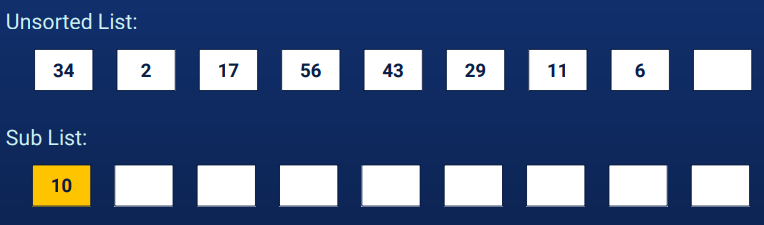 Unsorted List:
34 2 17 56 43 29 11 6
Sub List:
10